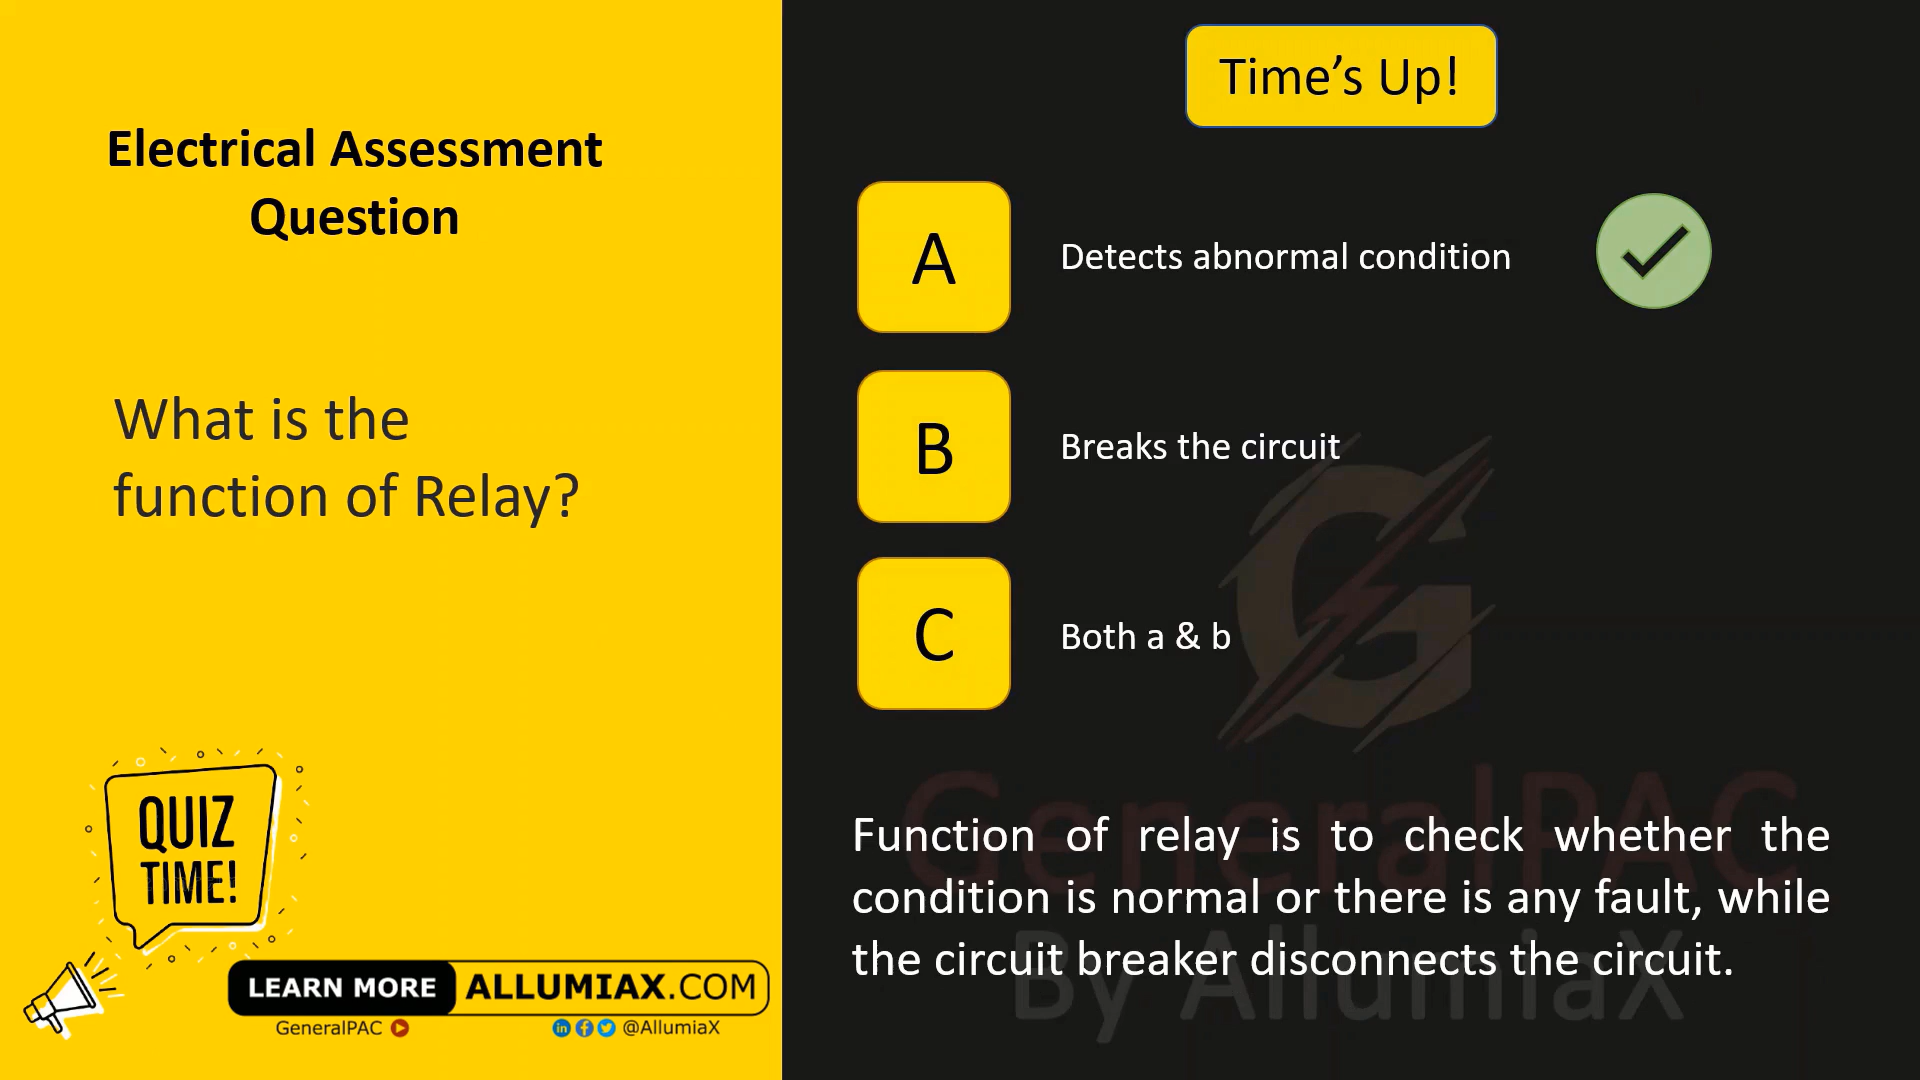 Electrical Assessment
Question
What is the
function of Relay?
QUIZ
TIME!
LEARN MORE
ALLUMIAX.COM
GeneralPAC
@AllumiaX
Time’s Up!
A
Detects abnormal condition
B
Breaks the circuit
C
Both a & b
G
GeneralPAC
By AllumiaX
Function of relay is to check whether the
condition is normal or there is any fault, while
the circuit breaker disconnects the circuit.